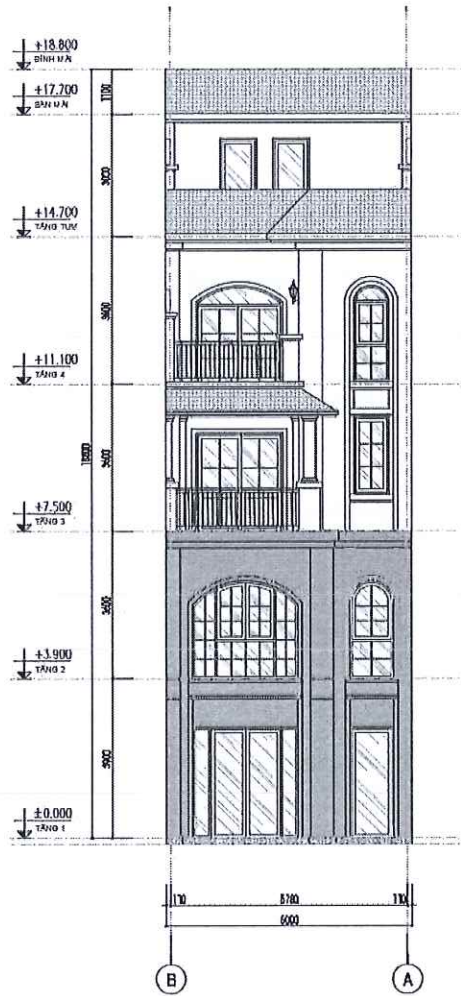 +18.800
ĐỈNH MÁI
+17.700
SÀN MÁI
1100
3000
+14.700
TẦNG TUM
3600
+11.100
TẦNG 4
18800
3600
+7.500
TẦNG 3
3600
+3.900
TẦNG 2
3900
±0.000
TẦNG 1
110
5780
110
6000
B
A